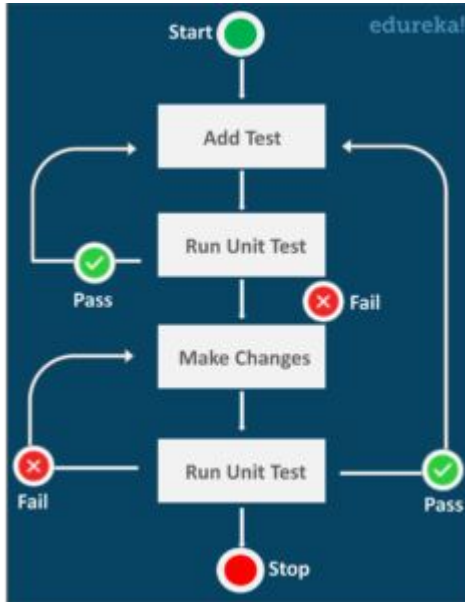 Start
edureka!
Add Test
Run Unit Test
Pass
Fail
Make Changes
Run Unit Test
Fail
Pass
Stop